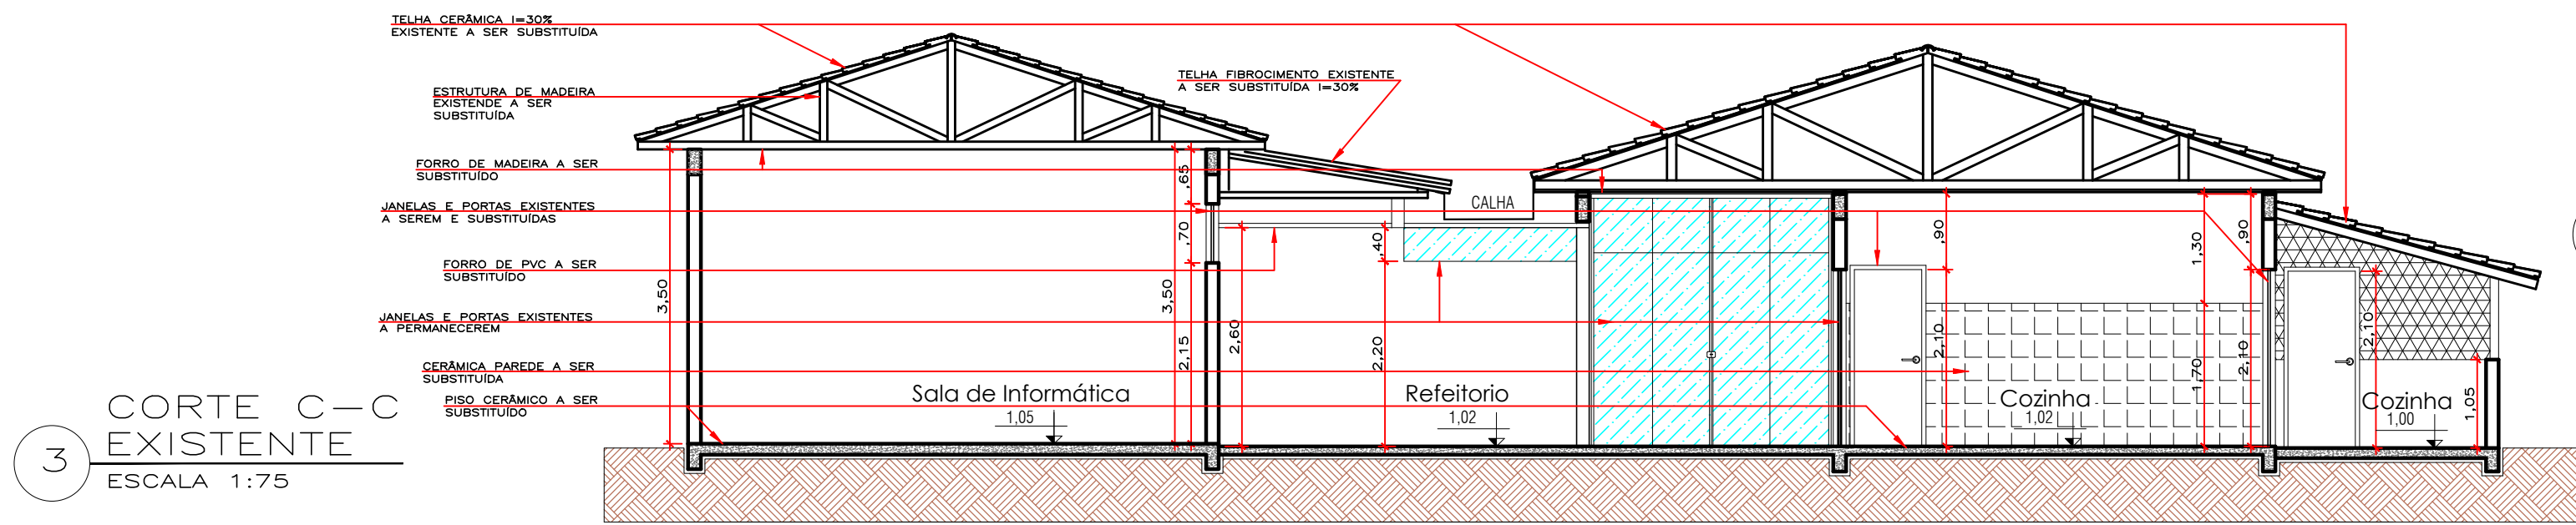 TELHA CERÂMICA I=30%
EXISTENTE A SER SUBSTITUÍDA
ESTRUTURA DE MADEIRA
EXISTENDE A SER
SUBSTITUÍDA
FORRO DE MADEIRA A SER
SUBSTITUÍDO
JANELAS E PORTAS EXISTENTES
A SEREM E SUBSTITUÍDAS
FORRO DE PVC A SER
SUBSTITUÍDO
JANELAS E PORTAS EXISTENTES
A PERMANECEREM
CERÂMICA PAREDE A SER
SUBSTITUÍDA
PISO CERÂMICO A SER
SUBSTITUÍDO
TELHA FIBROCIMENTO EXISTENTE
A SER SUBSTITUÍDA I=30%
CALHA
3,50
3,50
,65
,70
2,15
2,60
,40
2,20
,90
2,10
1,30
1,70
,90
2,10
2,10
1,05
Sala de Informática
1,05
Refeitorio
1,02
Cozinha
1,02
Cozinha
1,00
3
CORTE C-C
EXISTENTE
ESCALA 1:75